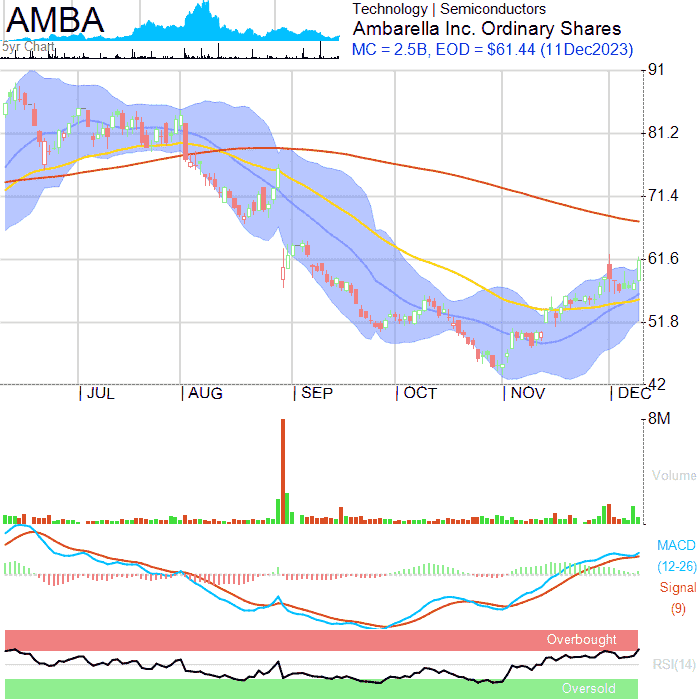 AMBA
5yr Chart
Technology | Semiconductors
Ambarella Inc. Ordinary Shares
MC = 2.5B, EOD = $61.44 (11Dec2023)
91
81.2
71.4
61.6
51.8
42
JUL AUG SEP OCT NOV DEC
8M
Volume
MACD
(12-26)
Signal
(9)
Overbought
RSI(14)
Oversold